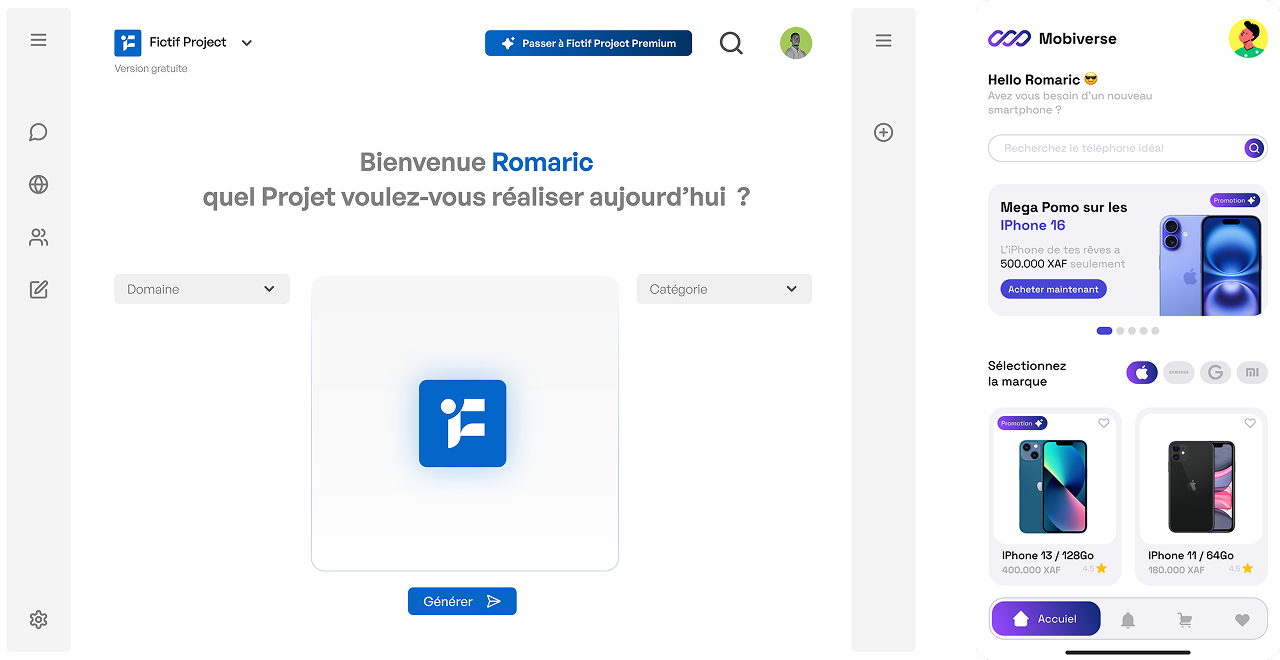 Fictif Project
Version gratuite
Passer à Fictif Project Premium
Bienvenue Romaric
quel Projet voulez-vous réaliser aujourd’hui ?
Domaine
Catégorie
Générer
Mobiverse
Hello Romaric 😎
Avez vous besoin d'un nouveau
smartphone ?
Recherchez le téléphone idéal
Promotion
Mega Pomo sur les
IPhone 16
L'iPhone de tes rêves a
500.000 XAF seulement
Acheter maintenant
Sélectionnez
la marque
SAMSUNG
G
MI
Promotion
IPhone 13 / 128Go
400.000 XAF
4.5
IPhone 11 / 64Go
180.000 XAF
4.5
Accuiel